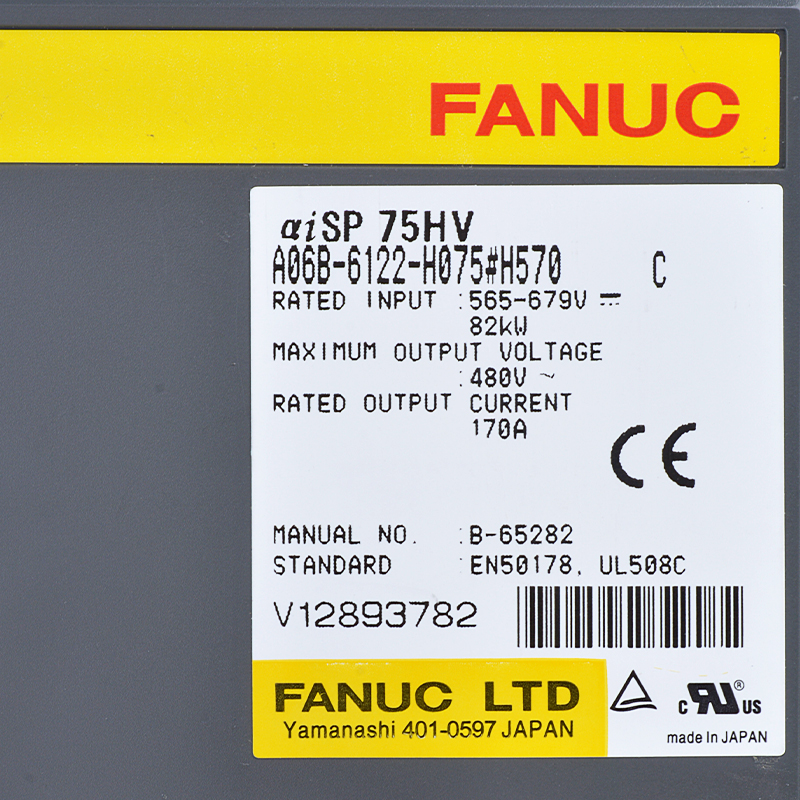 FANUC
αiSP 75HV
A06B-6122-H075#H570 C
RATED INPUT :565-679V ⎓
82kW
MAXIMUM OUTPUT VOLTAGE
:480V ~
RATED OUTPUT CURRENT
170A
CE
MANUAL NO. :B-65282
STANDARD :EN50178, UL508C
V12893782
FANUC LTD
Yamanashi 401-0597 JAPAN
c RU® US
made In JAPAN